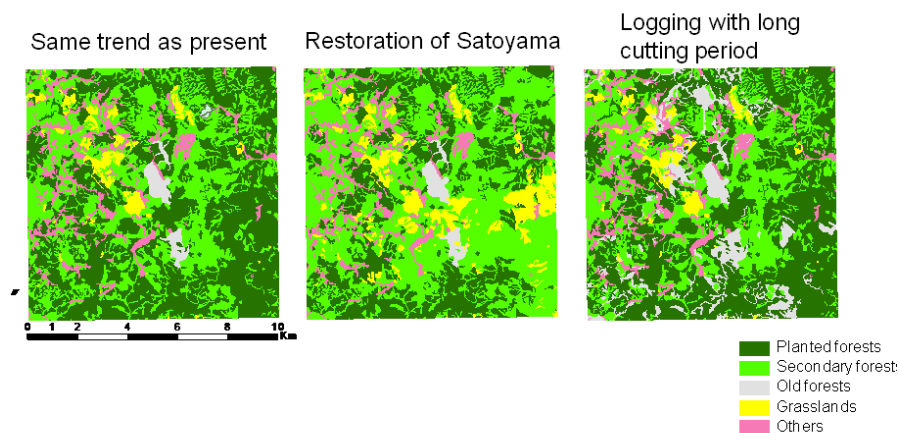 Same trend as present
Restoration of Satoyama
Logging with long
cutting period
0 2 4 6 8 10
Km
Planted forests
Secondary forests
Old forests
Grasslands
Others